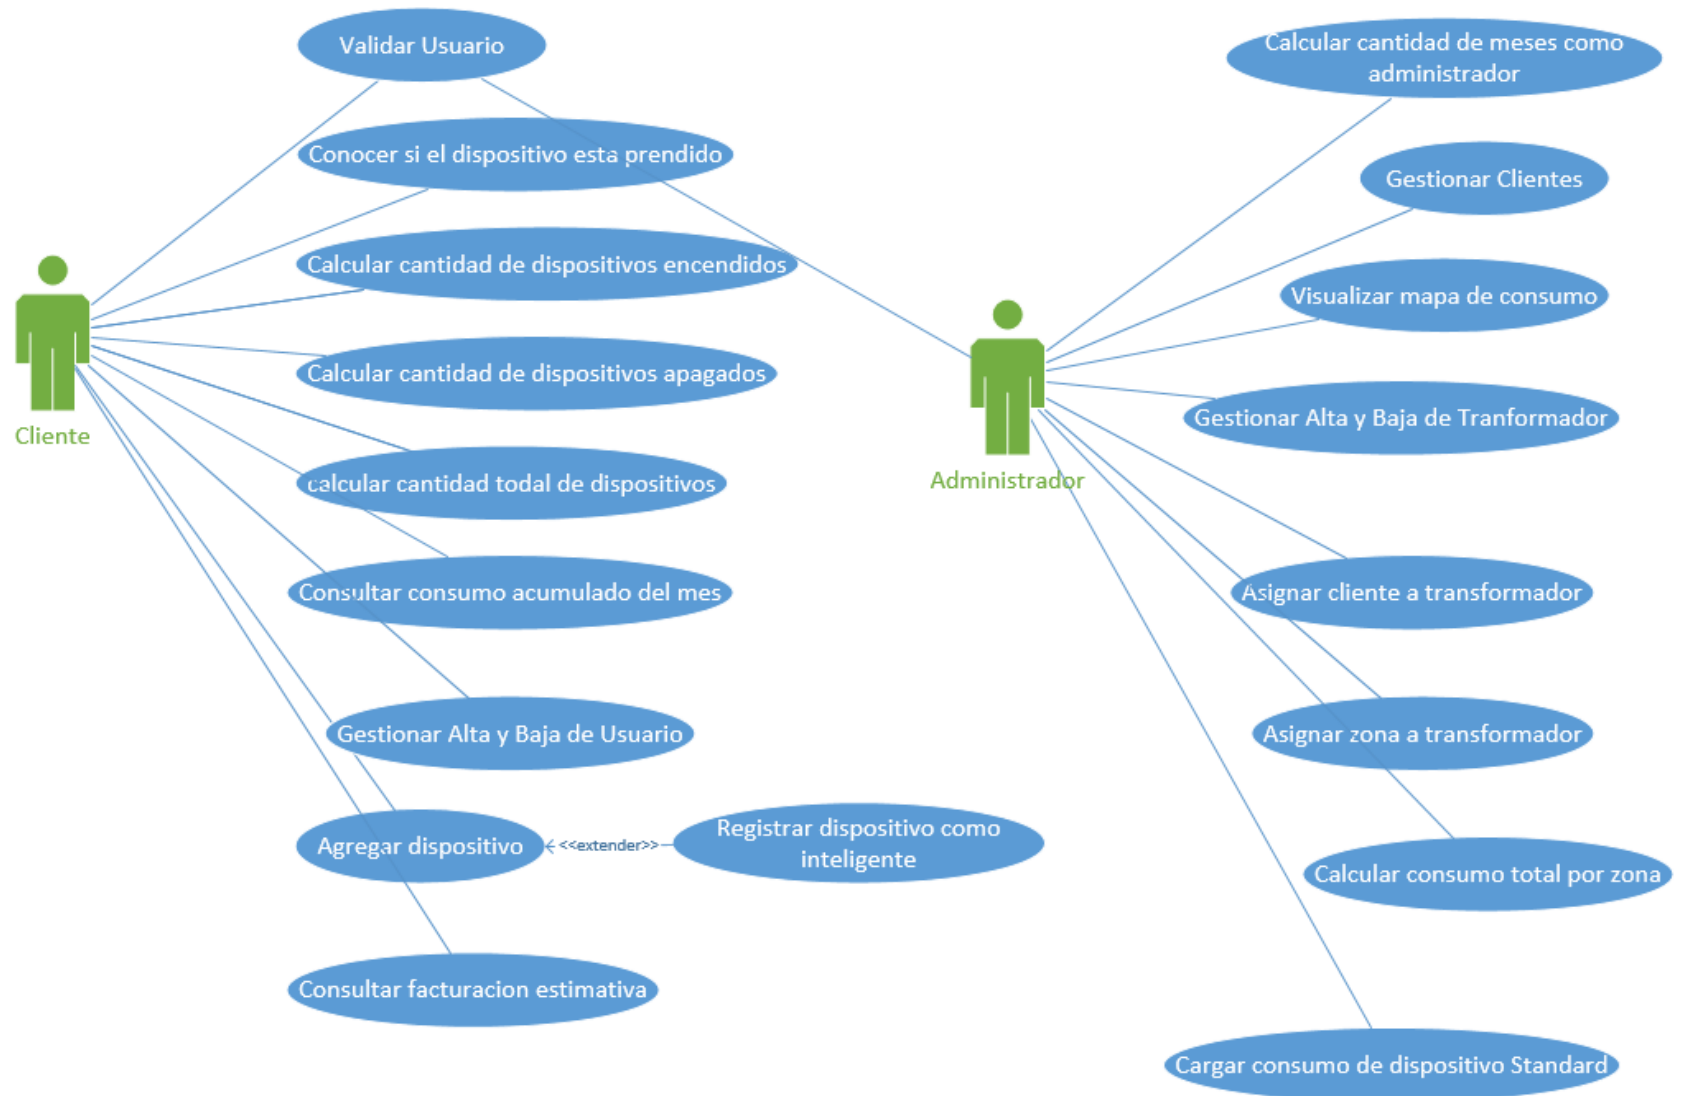 Validar Usuario
Conocer si el dispositivo esta prendido
Calcular cantidad de dispositivos encendidos
Calcular cantidad de dispositivos apagados
calcular cantidad todal de dispositivos
Consultar consumo acumulado del mes
Gestionar Alta y Baja de Usuario
Agregar dispositivo
<<extender>>
Registrar dispositivo como
inteligente
Consultar facturacion estimativa
Cliente
Administrador
Calcular cantidad de meses como
administrador
Gestionar Clientes
Visualizar mapa de consumo
Gestionar Alta y Baja de Tranformador
Asignar cliente a transformador
Asignar zona a transformador
Calcular consumo total por zona
Cargar consumo de dispositivo Standard